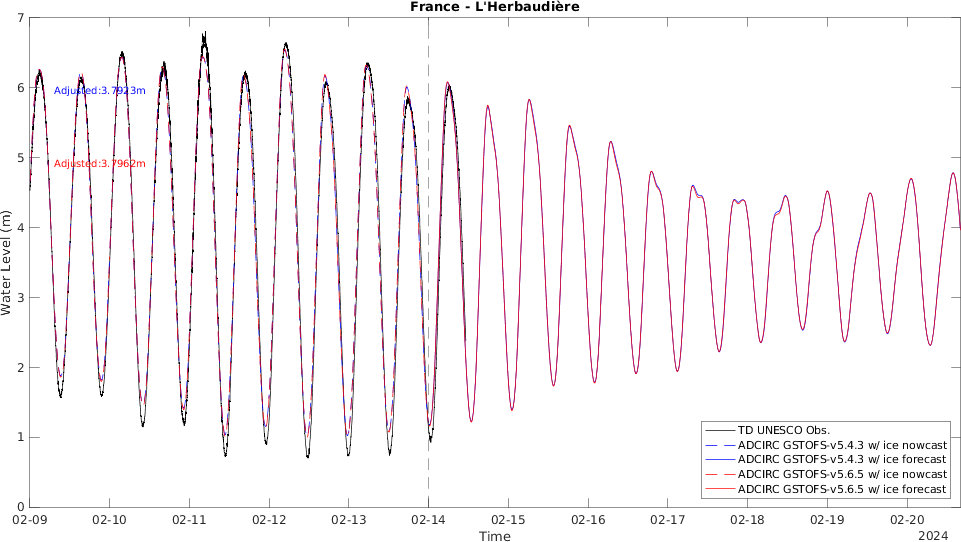 France - L'Herbaudière
7
6
5
4
3
2
1
0
Water Level (m)
Adjusted:3.7923m
Adjusted:3.7962m
TD UNESCO Obs.
ADCIRC GSTOFS-v5.4.3 w/ ice nowcast
ADCIRC GSTOFS-v5.4.3 w/ ice forecast
ADCIRC GSTOFS-v5.6.5 w/ ice nowcast
ADCIRC GSTOFS-v5.6.5 w/ ice forecast
02-09 02-10 02-11 02-12 02-13 02-14 02-15 02-16 02-17 02-18 02-19 02-20
Time
2024